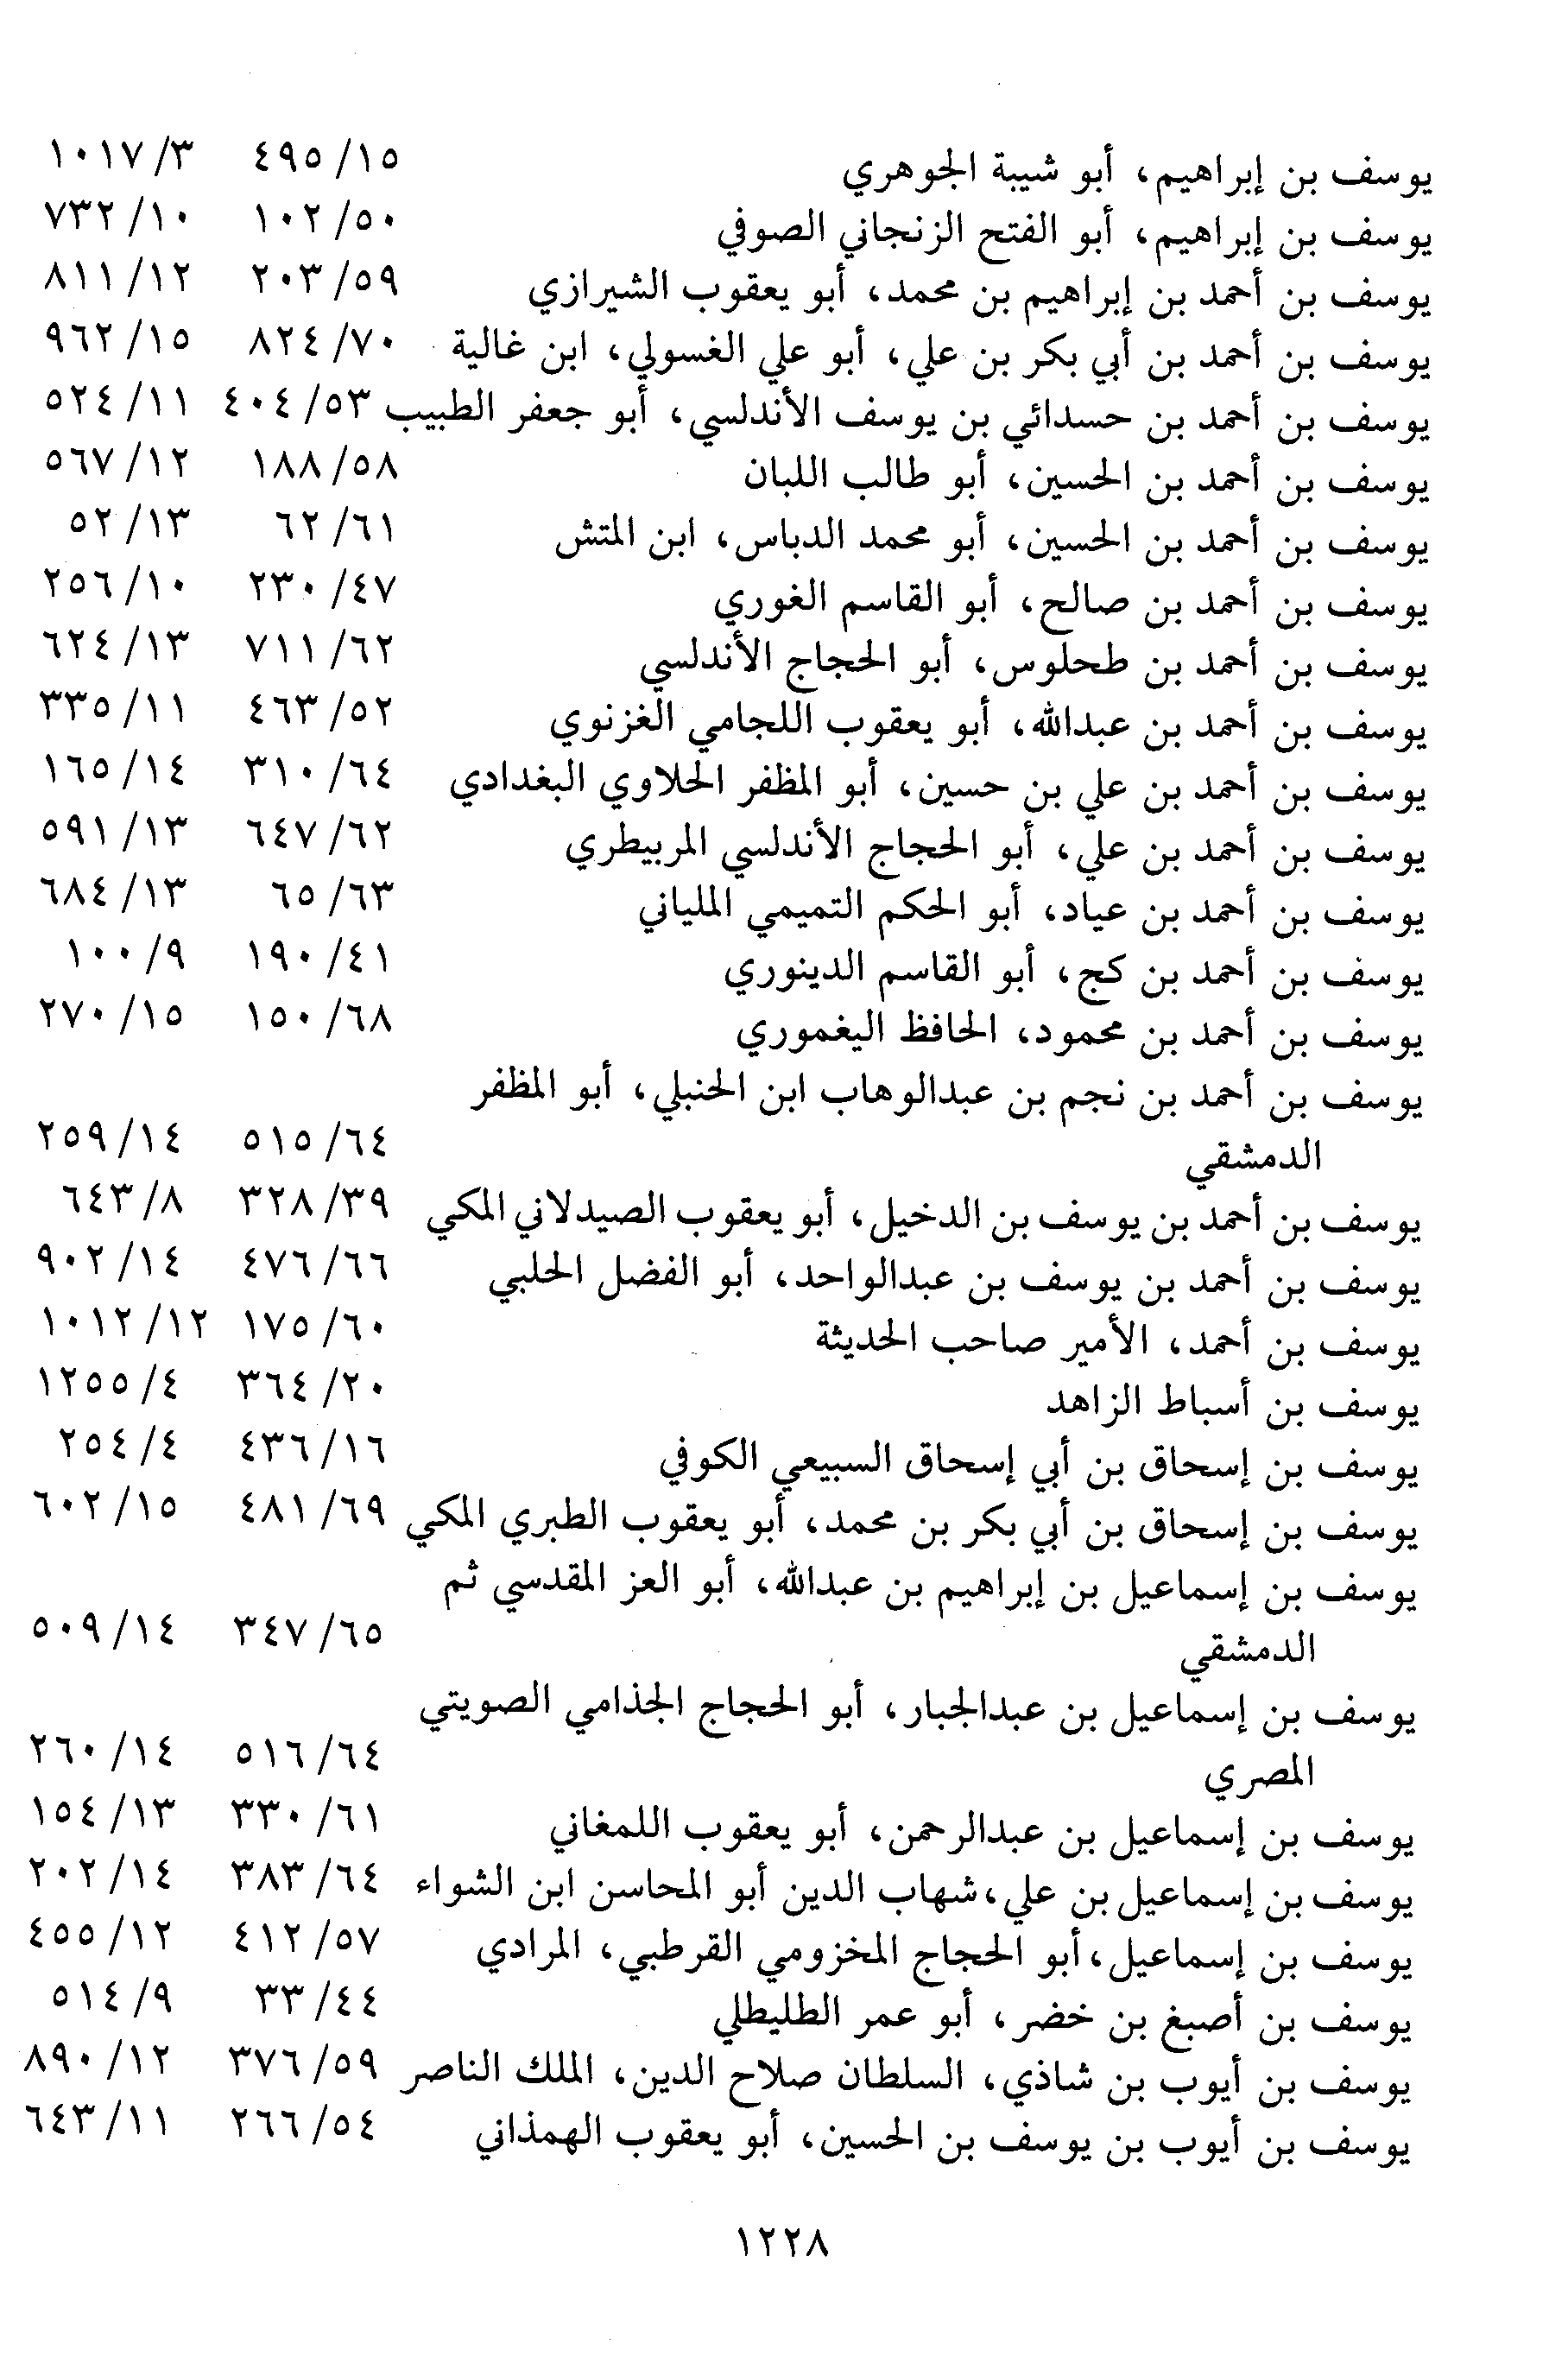 يوسف بن إبراهيم، أبو شيبة الجوهري ١٥/ ٤٩٥ ٣/ ١٠١٧
يوسف بن إبراهيم، أبو الفتح الزنجاني الصوفي ٥٠/ ١٠٢ ١٠/ ٧٣٢
يوسف بن أحمد بن إبراهيم بن محمد، أبو يعقوب الشيرازي ٥٩/ ٢٠٣ ١٢/ ٨١١
يوسف بن أحمد بن أبي بكر بن علي، أبو علي الغسولي، ابن غالية ٧٠/ ٨٢٤ ١٥/ ٩٦٢
يوسف بن أحمد بن حسدائي بن يوسف الأندلسي، أبو جعفر الطبيب ٥٣/ ٤٠٤ ١١/ ٥٢٤
يوسف بن أحمد بن الحسين، أبو طالب اللبان ٥٨/ ١٨٨ ١٢/ ٥٦٧
يوسف بن أحمد بن الحسين، أبو محمد الدباس، ابن المتش ٦١/ ٦٢ ١٣/ ٥٢
يوسف بن أحمد بن صالح، أبو القاسم الغوري ٤٧/ ٢٣٠ ١٠/ ٢٥٦
يوسف بن أحمد بن طحلوس، أبو الحجاج الأندلسي ٦٢/ ٧١١ ١٣/ ٦٢٤
يوسف بن أحمد بن عبدالله، أبو يعقوب اللجامي الغزنوي ٥٢/ ٤٦٣ ١١/ ٣٣٥
يوسف بن أحمد بن علي بن حسين، أبو المظفر الحلاوي البغدادي ٦٤/ ٣١٠ ١٤/ ١٦٥
يوسف بن أحمد بن علي، أبو الحجاج الأندلسي المربيطري ٦٢/ ٦٤٧ ١٣/ ٥٩١
يوسف بن أحمد بن عياد، أبو الحكم التميمي الملياني ٦٣/ ٦٥ ١٣/ ٦٨٤
يوسف بن أحمد بن كج، أبو القاسم الدينوري ٤١/ ١٩٠ ٩/ ١٠٠
يوسف بن أحمد بن محمود، الحافظ اليغموري ٦٨/ ١٥٠ ١٥/ ٢٧٠
يوسف بن أحمد بن نجم بن عبدالوهاب ابن الحنبلي، أبو المظفر
الدمشقي ٦٤/ ٥١٥ ١٤/ ٢٥٩
يوسف بن أحمد بن يوسف بن الدخيل، أبو يعقوب الصيدلاني المكي ٣٩/ ٣٢٨ ٨/ ٦٤٣
يوسف بن أحمد بن يوسف بن عبدالواحد، أبو الفضل الحلبي ٦٦/ ٤٧٦ ١٤/ ٩٠٢
يوسف بن أحمد، الأمير صاحب الحديثة ٦٠/ ١٧٥ ١٢/ ١٠١٢
يوسف بن أسباط الزاهد ٢٠/ ٣٦٤ ٤/ ١٢٥٥
يوسف بن إسحاق بن أبي إسحاق السبيعي الكوفي ١٦/ ٤٣٦ ٤/ ٢٥٤
يوسف بن إسحاق بن أبي بكر بن محمد، أبو يعقوب الطبري المكي ٦٩/ ٤٨١ ١٥/ ٦٠٢
يوسف بن إسماعيل بن إبراهيم بن عبدالله، أبو العز المقدسي ثم
الدمشقي ٦٥/ ٣٤٧ ١٤/ ٥٠٩
يوسف بن إسماعيل بن عبدالجبار، أبو الحجاج الجذامي الصويتي
المصري ٦٤/ ٥١٦ ١٤/ ٢٦٠
يوسف بن إسماعيل بن عبدالرحمن، أبو يعقوب اللمغاني ٦١/ ٣٣٠ ١٣/ ١٥٤
يوسف بن إسماعيل بن علي، شهاب الدين أبو المحاسن ابن الشواء ٦٤/ ٣٨٣ ١٤/ ٢٠٢
يوسف بن إسماعيل، أبو الحجاج المخزومي القرطبي، المرادي ٥٧/ ٤١٢ ١٢/ ٤٥٥
يوسف بن أصبغ بن خضر، أبو عمر الطليطلي ٤٤/ ٣٣ ٩/ ٥١٤
يوسف بن أيوب بن شاذي، السلطان صلاح الدين، الملك الناصر ٥٩/ ٣٧٦ ١٢/ ٨٩٠
يوسف بن أيوب بن يوسف بن الحسين، أبو يعقوب الهمذاني ٥٤/ ٢٦٦ ١١/ ٦٤٣
١٢٢٨